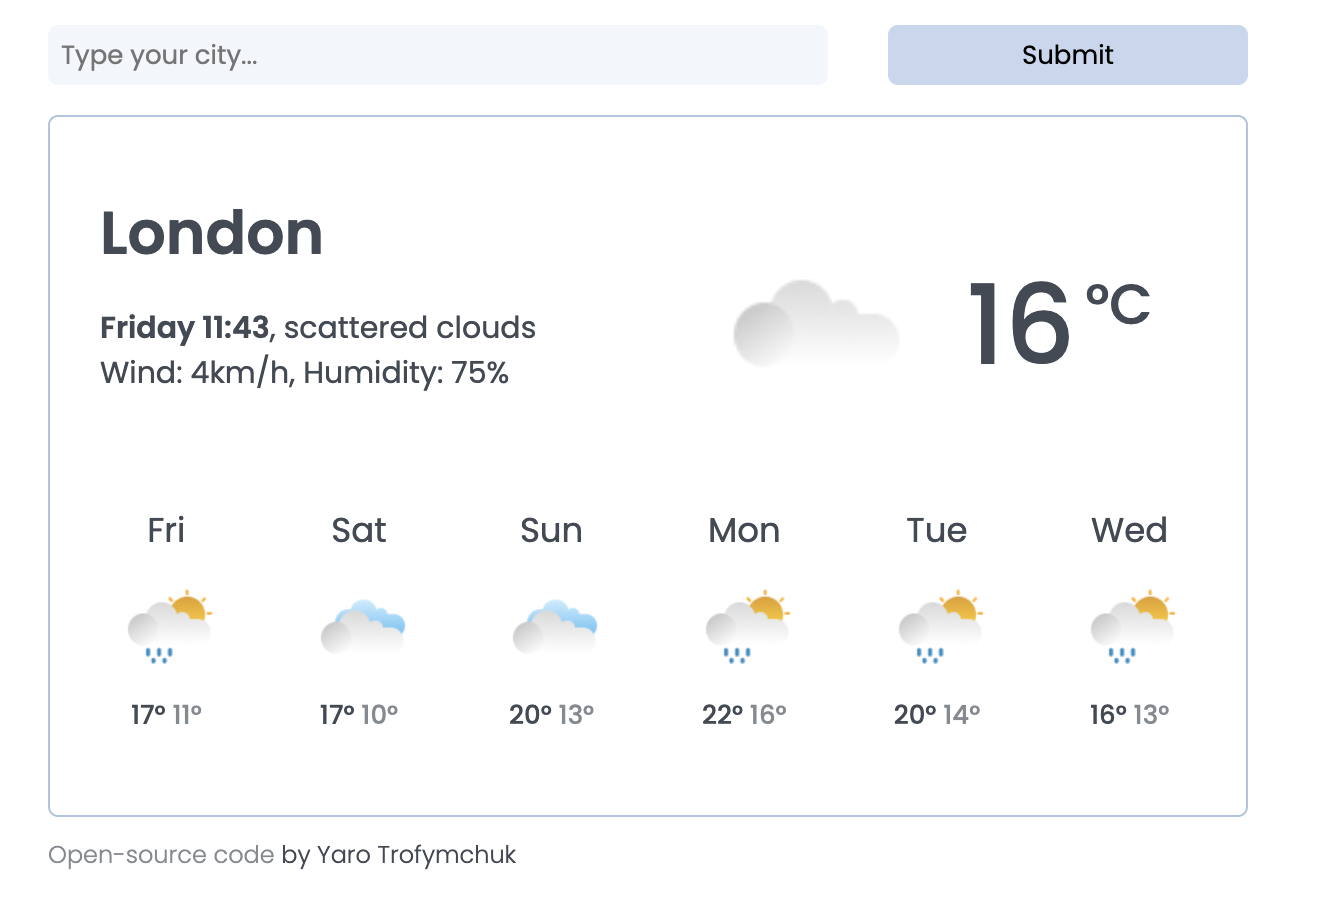 Type your city...
Submit
London
Friday 11:43, scattered clouds
Wind: 4km/h, Humidity: 75%
16 °C
Fri Sat Sun Mon Tue Wed
17° 11° 17° 10° 20° 13° 22° 16° 20° 14° 16° 13°
Open-source code by Yaro Trofymchuk